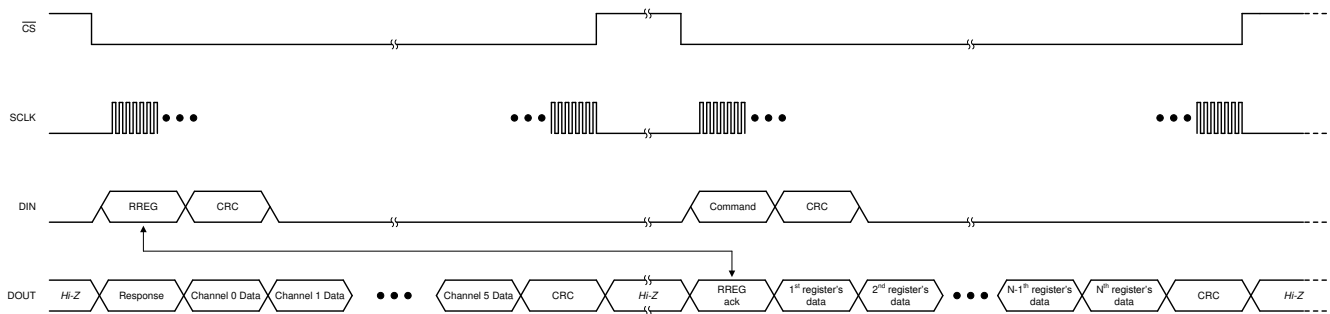 CS
SCLK
DIN
RREG
CRC
Command
CRC
DOUT
Hi-Z
Response
Channel 0 Data
Channel 1 Data
Channel 5 Data
CRC
Hi-Z
RREG
ack
1st register's
data
2nd register's
data
N-1th register's
data
Nth register's
data
CRC
Hi-Z